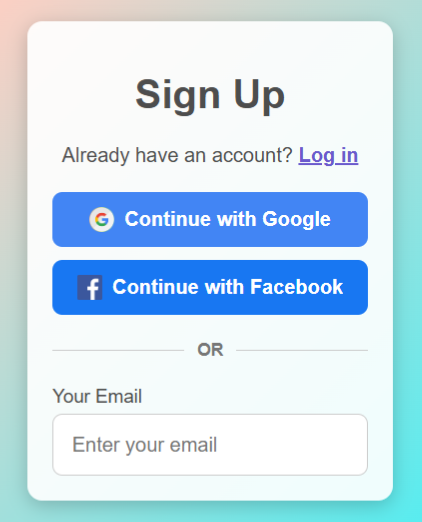 Sign Up
Already have an account? Log in
Continue with Google
Continue with Facebook
OR
Your Email
Enter your email